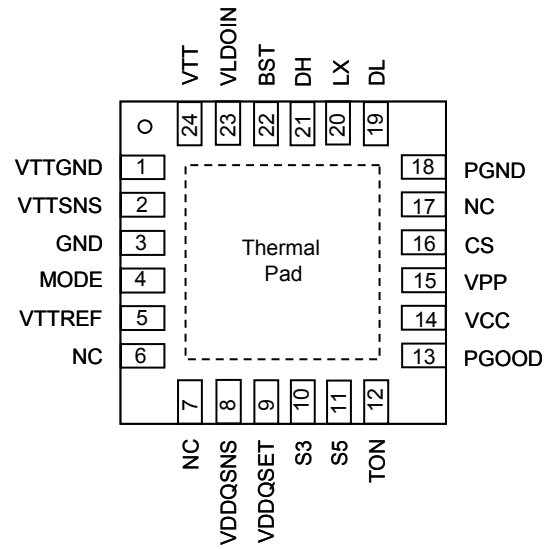 VTT
VLDOIN
BST
DH
LX
DL
24
23
22
21
20
19
VTTGND 1
VTTSNS 2
GND 3
MODE 4
VTTREF 5
NC 6
Thermal
Pad
18 PGND
17 NC
16 CS
15 VPP
14 VCC
13 PGOOD
7
8
9
10
11
12
NC
VDDQSNS
VDDQSET
S3
S5
TON